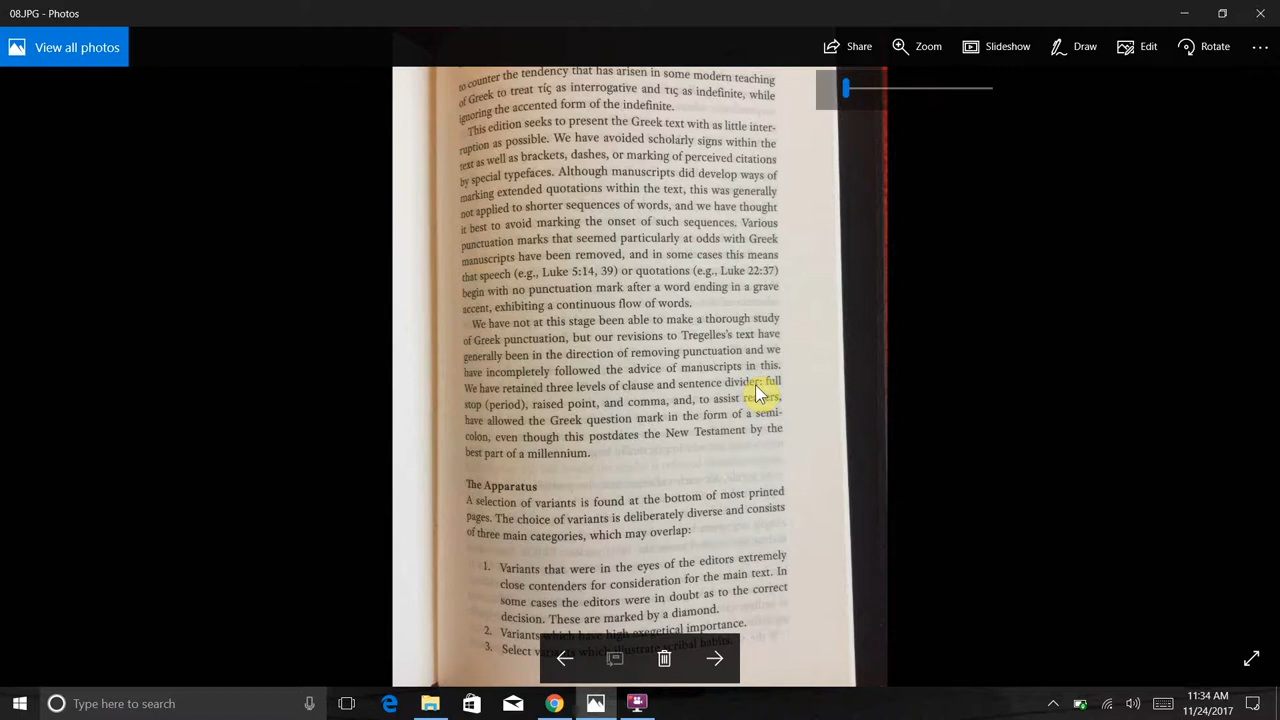 08.JPG - Photos
View all photos
Share
Zoom
Slideshow
Draw
Edit
Rotate
to counter the tendency that has arisen in some modern teaching
of Greek to treat τίς as interrogative and τις as indefinite, while
ignoring the accented form of the indefinite.
This edition seeks to present the Greek text with as little inter-
ruption as possible. We have avoided scholarly signs within the
text as well as brackets, dashes, or marking of perceived citations
by special typefaces. Although manuscripts did develop ways of
marking extended quotations within the text, this was generally
not applied to shorter sequences of words, and we have thought
it best to avoid marking the onset of such sequences. Various
punctuation marks that seemed particularly at odds with Greek
manuscripts have been removed, and in some cases this means
that speech (e.g., Luke 5:14, 39) or quotations (e.g., Luke 22:37)
begin with no punctuation mark after a word ending in a grave
accent, exhibiting a continuous flow of words.
We have not at this stage been able to make a thorough study
of Greek punctuation, but our revisions to Tregelles's text have
generally been in the direction of removing punctuation and we
have incompletely followed the advice of manuscripts in this.
We have retained three levels of clause and sentence divider: full
stop (period), raised point, and comma, and, to assist readers,
have allowed the Greek question mark in the form of a semi-
colon, even though this postdates the New Testament by the
best part of a millennium.
The Apparatus
A selection of variants is found at the bottom of most printed
pages. The choice of variants is deliberately diverse and consists
of three main categories, which may overlap:
1. Variants that were in the eyes of the editors extremely
close contenders for consideration for the main text. In
some cases the editors were in doubt as to the correct
decision. These are marked by a diamond.
2. Variants which have high exegetical importance.
3. Select variants which illustrate scribal habits.
Type here to search
11:34 AM
11/24/2017